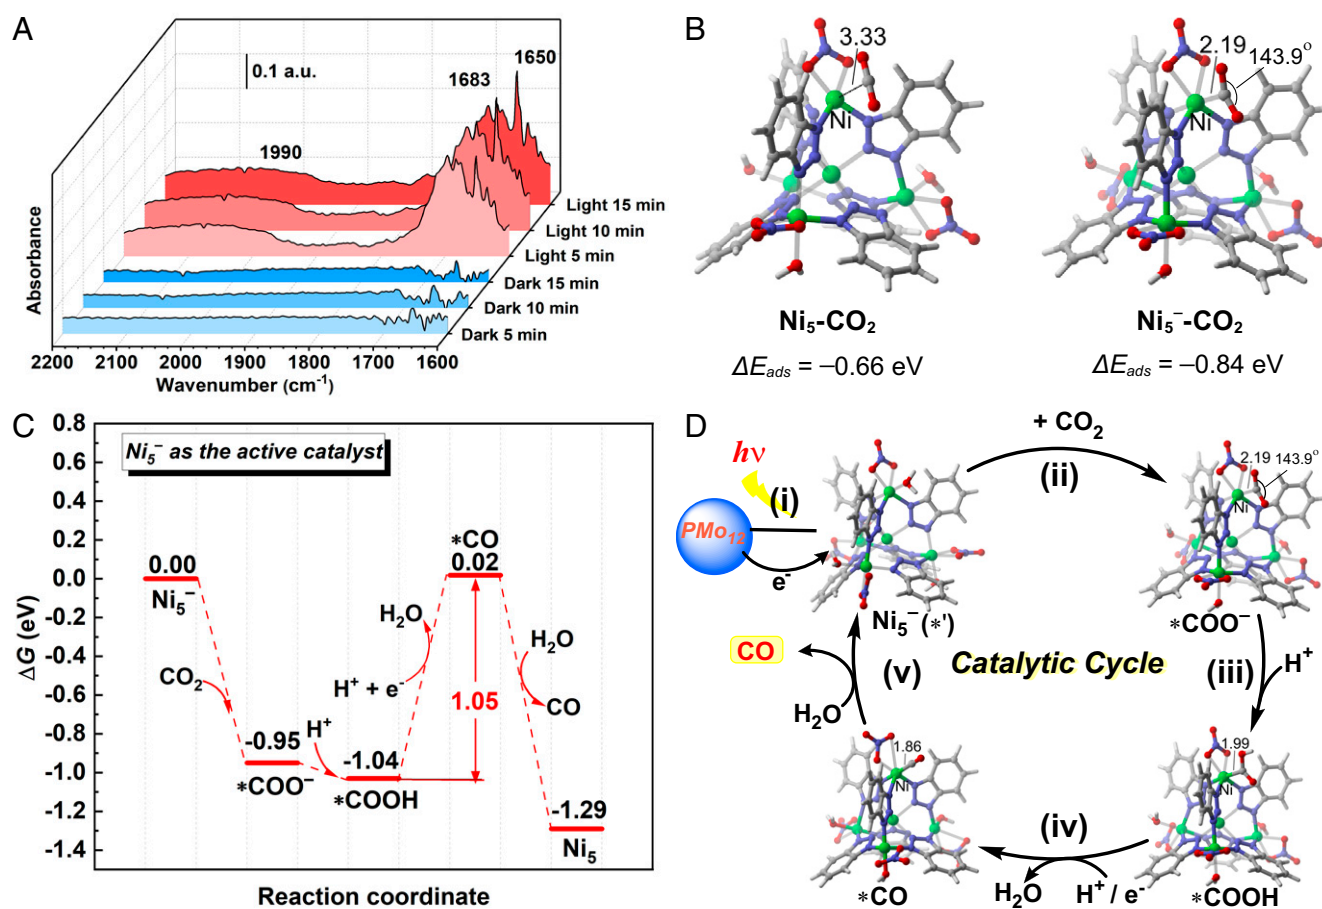 A
0.1 a.u.
1650
1683
1990
Absorbance
Light 15 min
Light 10 min
Light 5 min
Dark 15 min
Dark 10 min
Dark 5 min
2200 2100 2000 1900 1800 1700 1600
Wavenumber (cm⁻¹)
B
3.33
Ni
Ni₅-CO₂
ΔE_ads = −0.66 eV
2.19
143.9°
Ni
Ni₅⁻-CO₂
ΔE_ads = −0.84 eV
C
Ni₅⁻ as the active catalyst
ΔG (eV)
0.8
0.6
0.4
0.2
0.0
-0.2
-0.4
-0.6
-0.8
-1.0
-1.2
-1.4
0.00
Ni₅⁻
CO₂
-0.95
*COO⁻
H⁺
-1.04
*COOH
H⁺ + e⁻
H₂O
*CO
0.02
1.05
H₂O
CO
-1.29
Ni₅
Reaction coordinate
D
hν
(i)
PMo₁₂
e⁻
Ni₅⁻(*')
+ CO₂
(ii)
2.19
143.9°
Ni
*COO⁻
(iii)
H⁺
1.99
Ni
*COOH
(iv)
H⁺ / e⁻
H₂O
1.86
Ni
*CO
(v)
H₂O
CO
Catalytic Cycle